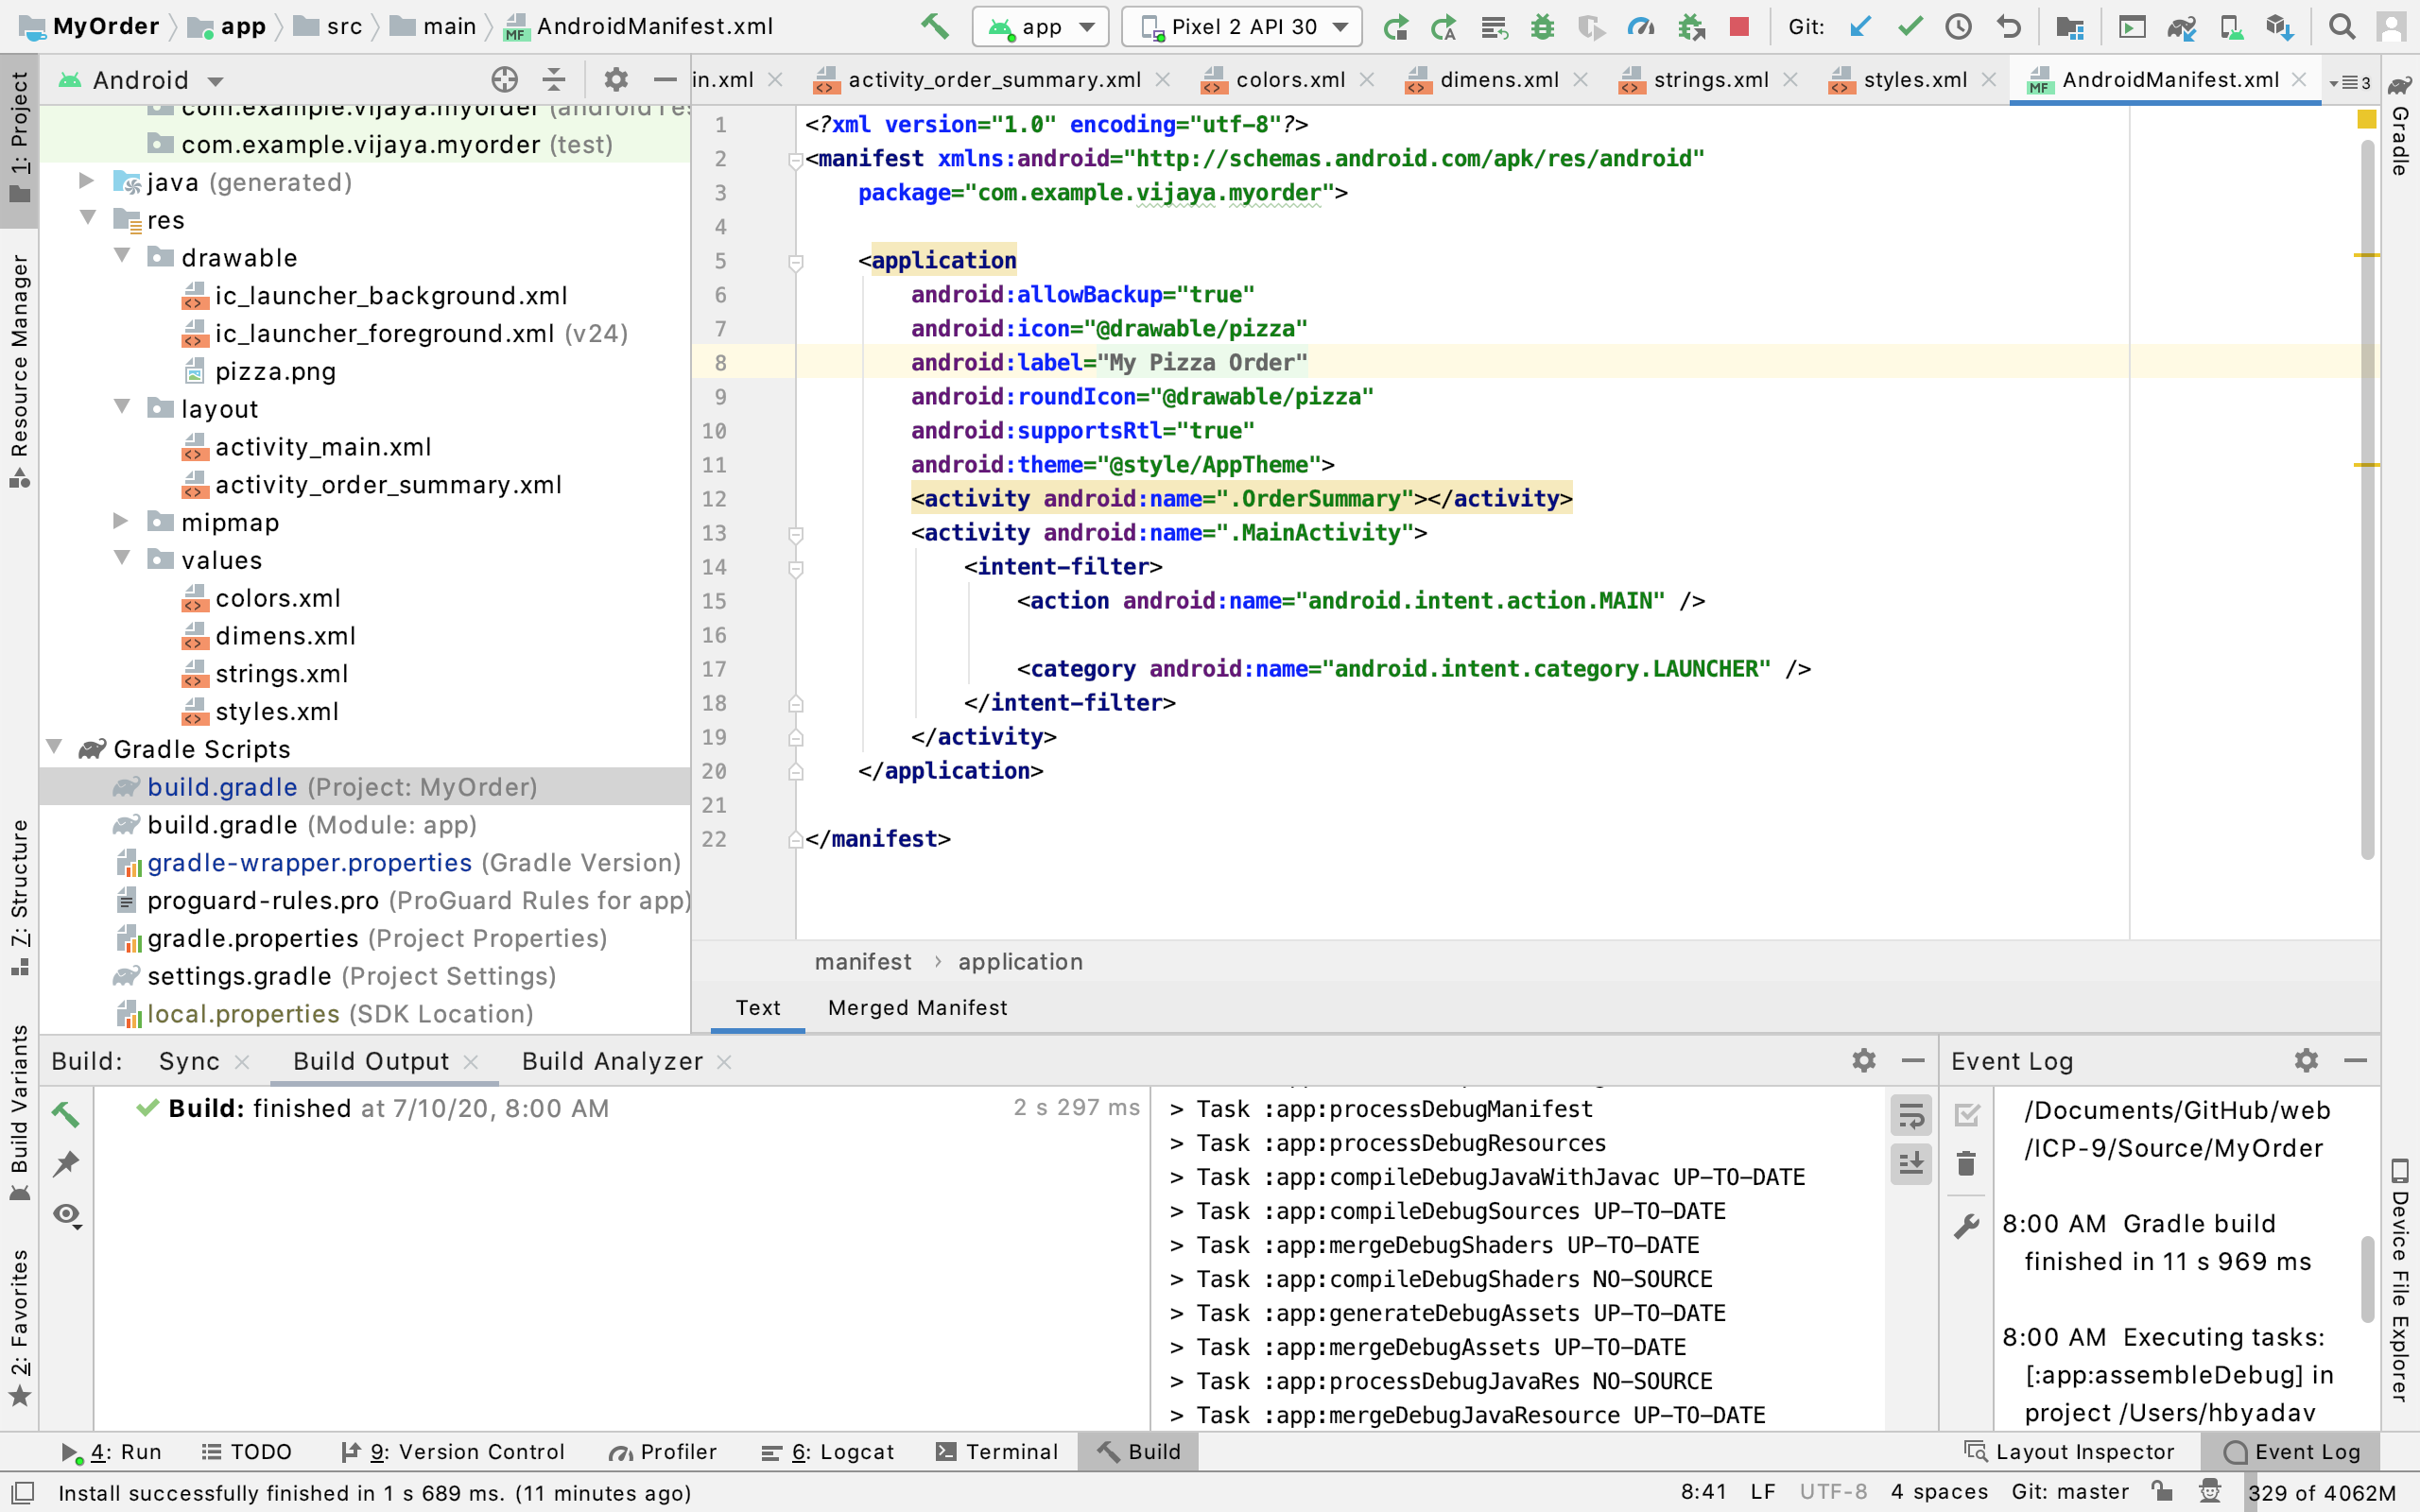 MyOrder app src main AndroidManifest.xml app Pixel 2 API 30 Git:
Android
in.xml activity_order_summary.xml colors.xml dimens.xml strings.xml styles.xml AndroidManifest.xml 3
1: Project
Resource Manager
Z: Structure
Build Variants
2: Favorites
com.example.vijaya.myorder
com.example.vijaya.myorder (test)
java (generated)
res
drawable
ic_launcher_background.xml
ic_launcher_foreground.xml (v24)
pizza.png
layout
activity_main.xml
activity_order_summary.xml
mipmap
values
colors.xml
dimens.xml
strings.xml
styles.xml
Gradle Scripts
build.gradle (Project: MyOrder)
build.gradle (Module: app)
gradle-wrapper.properties (Gradle Version)
proguard-rules.pro (ProGuard Rules for app)
gradle.properties (Project Properties)
settings.gradle (Project Settings)
local.properties (SDK Location)
1 <?xml version="1.0" encoding="utf-8"?>
2 <manifest xmlns:android="http://schemas.android.com/apk/res/android"
3 package="com.example.vijaya.myorder">
4
5 <application
6 android:allowBackup="true"
7 android:icon="@drawable/pizza"
8 android:label="My Pizza Order"
9 android:roundIcon="@drawable/pizza"
10 android:supportsRtl="true"
11 android:theme="@style/AppTheme">
12 <activity android:name=".OrderSummary"></activity>
13 <activity android:name=".MainActivity">
14 <intent-filter>
15 <action android:name="android.intent.action.MAIN" />
16
17 <category android:name="android.intent.category.LAUNCHER" />
18 </intent-filter>
19 </activity>
20 </application>
21
22 </manifest>
manifest › application
Text Merged Manifest
Gradle
Device File Explorer
Build: Sync Build Output Build Analyzer
Build: finished at 7/10/20, 8:00 AM 2 s 297 ms
> Task :app:processDebugManifest
> Task :app:processDebugResources
> Task :app:compileDebugJavaWithJavac UP-TO-DATE
> Task :app:compileDebugSources UP-TO-DATE
> Task :app:mergeDebugShaders UP-TO-DATE
> Task :app:compileDebugShaders NO-SOURCE
> Task :app:generateDebugAssets UP-TO-DATE
> Task :app:mergeDebugAssets UP-TO-DATE
> Task :app:processDebugJavaRes NO-SOURCE
> Task :app:mergeDebugJavaResource UP-TO-DATE
Event Log
/Documents/GitHub/web
/ICP-9/Source/MyOrder
8:00 AM Gradle build
finished in 11 s 969 ms
8:00 AM Executing tasks:
[:app:assembleDebug] in
project /Users/hbyadav
4: Run TODO 9: Version Control Profiler 6: Logcat Terminal Build Layout Inspector Event Log
Install successfully finished in 1 s 689 ms. (11 minutes ago) 8:41 LF UTF-8 4 spaces Git: master 329 of 4062M